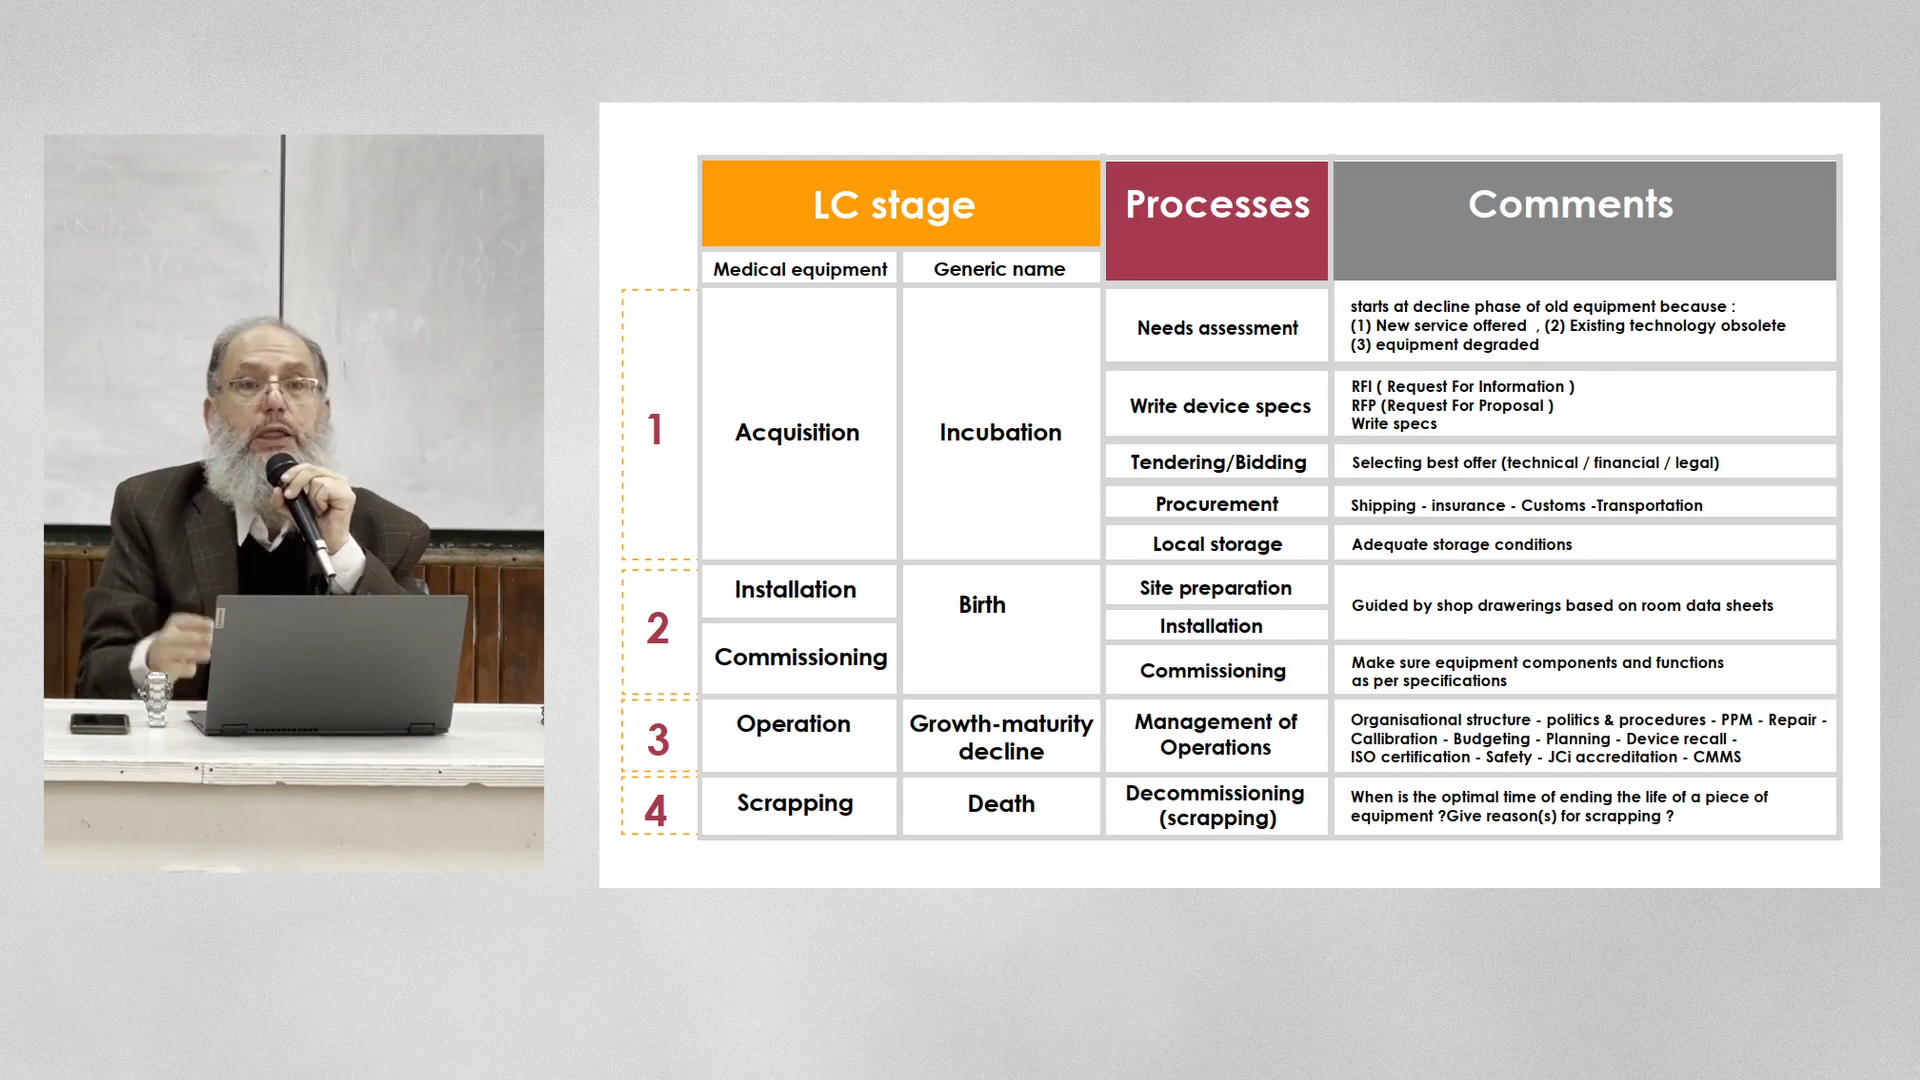 LC stage
Processes
Comments
Medical equipment
Generic name
1
Acquisition
Incubation
Needs assessment
starts at decline phase of old equipment because :
(1) New service offered , (2) Existing technology obsolete
(3) equipment degraded
Write device specs
RFI ( Request For Information )
RFP (Request For Proposal )
Write specs
Tendering/Bidding
Selecting best offer (technical / financial / legal)
Procurement
Shipping - insurance - Customs -Transportation
Local storage
Adequate storage conditions
2
Installation
Birth
Site preparation
Guided by shop drawerings based on room data sheets
Installation
Commissioning
Commissioning
Make sure equipment components and functions
as per specifications
3
Operation
Growth-maturity
decline
Management of
Operations
Organisational structure - politics & procedures - PPM - Repair -
Callibration - Budgeting - Planning - Device recall -
ISO certification - Safety - JCi accreditation - CMMS
4
Scrapping
Death
Decommissioning
(scrapping)
When is the optimal time of ending the life of a piece of
equipment ?Give reason(s) for scrapping ?